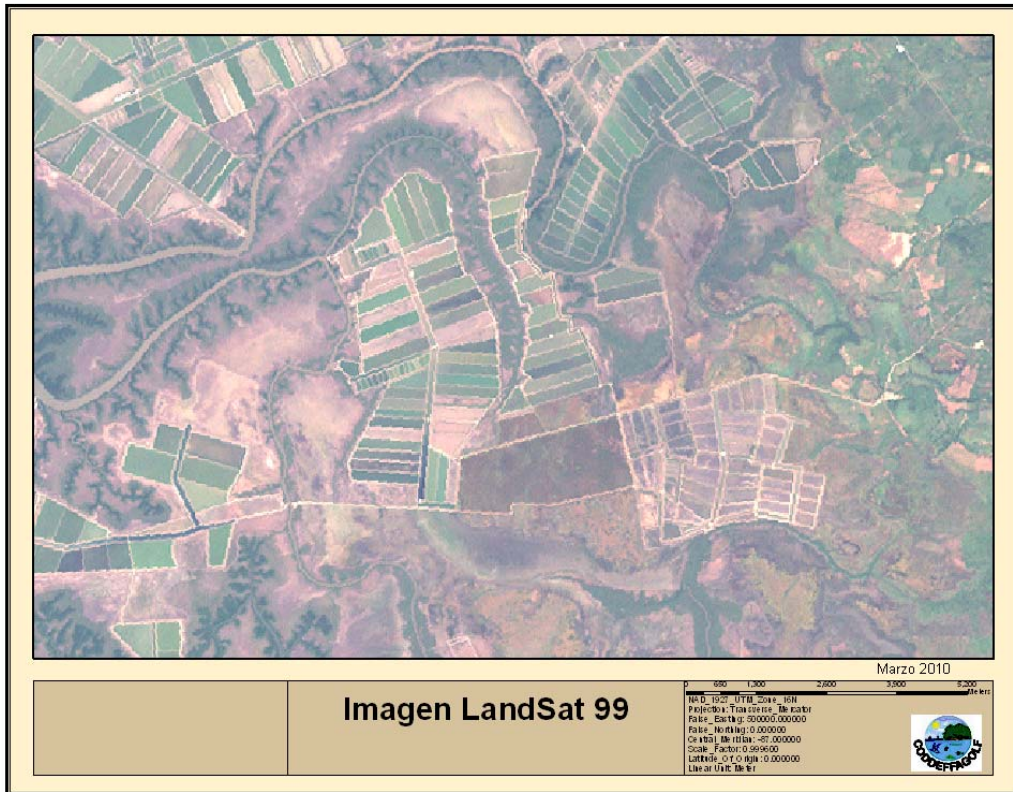 Marzo 2010
Imagen LandSat 99
0 650 1,300 2,600 3,900 5,200
Meters
NAD_1927_UTM_Zone_16N
Projection: Transverse_Mercator
False_Easting: 500000.000000
False_Northing: 0.000000
Central_Meridian: -87.000000
Scale_Factor: 0.999600
Latitude_Of_Origin: 0.000000
Linear Unit: Meter
CODDEFFAGOLF